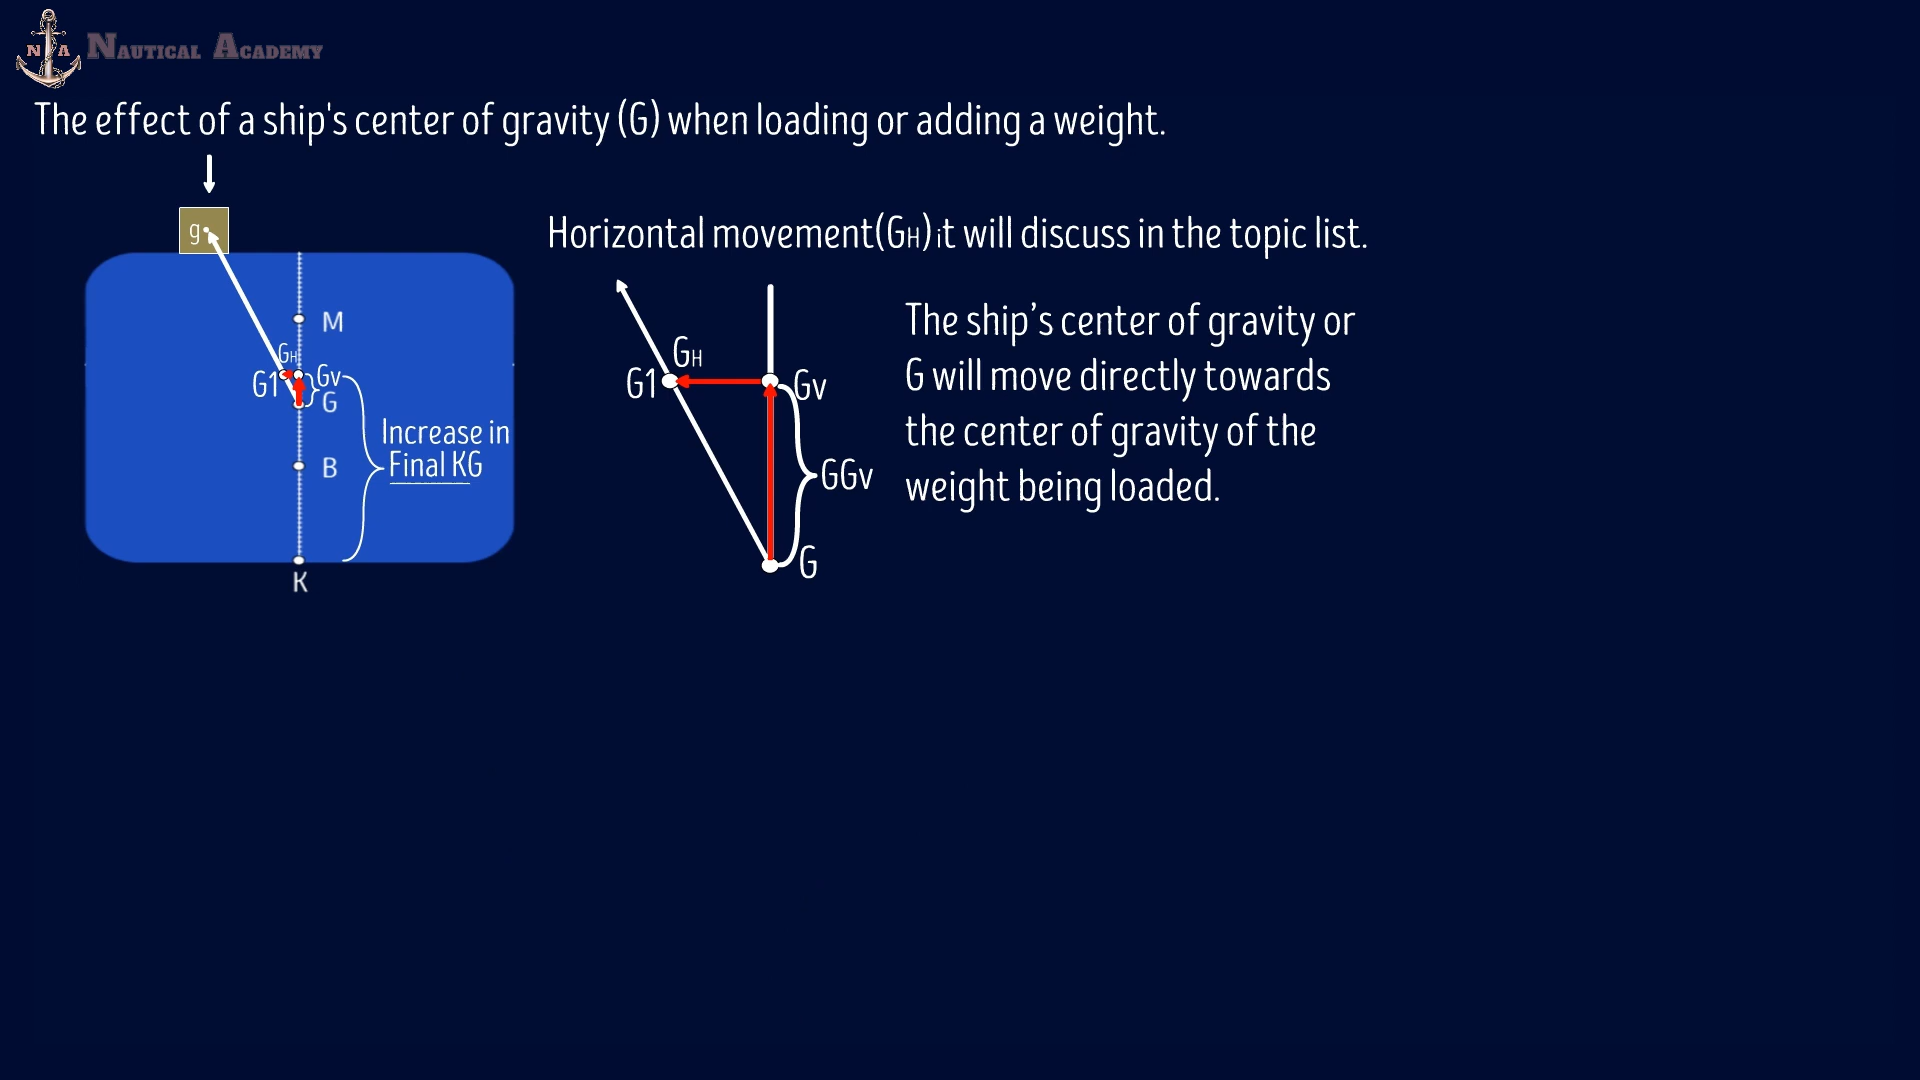 N A NAUTICAL ACADEMY
The effect of a ship's center of gravity (G) when loading or adding a weight.
g
Horizontal movement(GH) it will discuss in the topic list.
M
GH
G1
Gv
G
Increase in
Final KG
B
K
GH
G1
Gv
GGv
G
The ship’s center of gravity or
G will move directly towards
the center of gravity of the
weight being loaded.